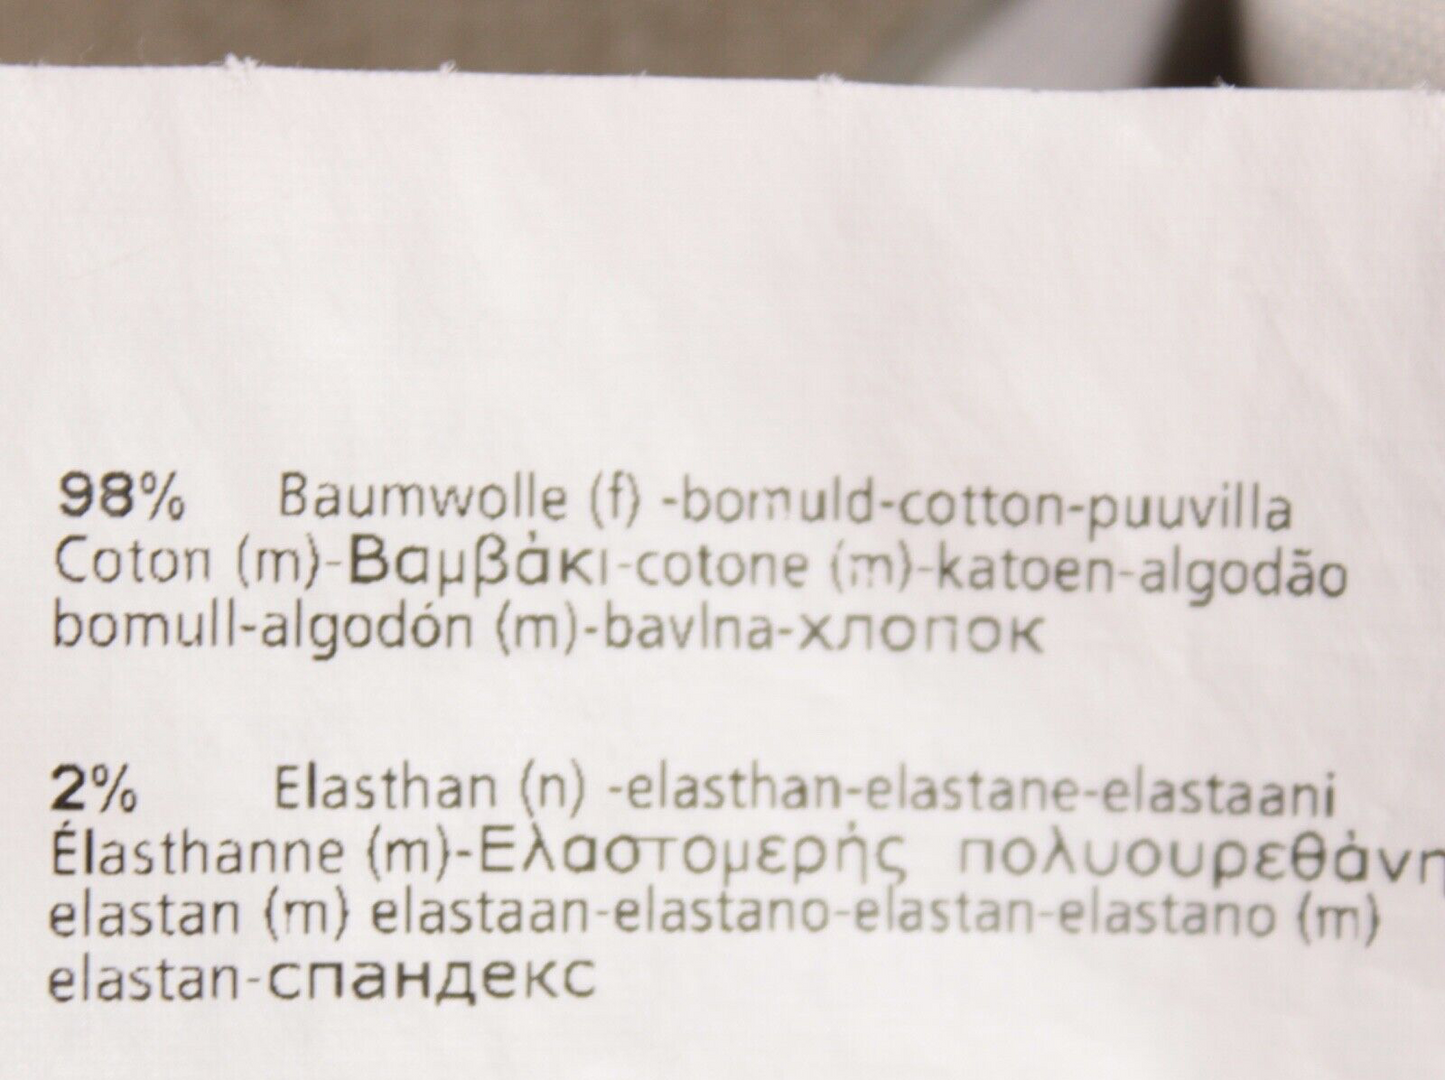 98% Baumwolle (f) -bomuld-cotton-puuvilla
Coton (m)-Βαμβάκι-cotone (m)-katoen-algodão
bomull-algodón (m)-bavlna-хлопок
2% Elasthan (n) -elasthan-elastane-elastaani
Élasthanne (m)-Ελαστομερής πολυουρεθάνη
elastan (m) elastaan-elastano-elastan-elastano (m)
elastan-спандекс